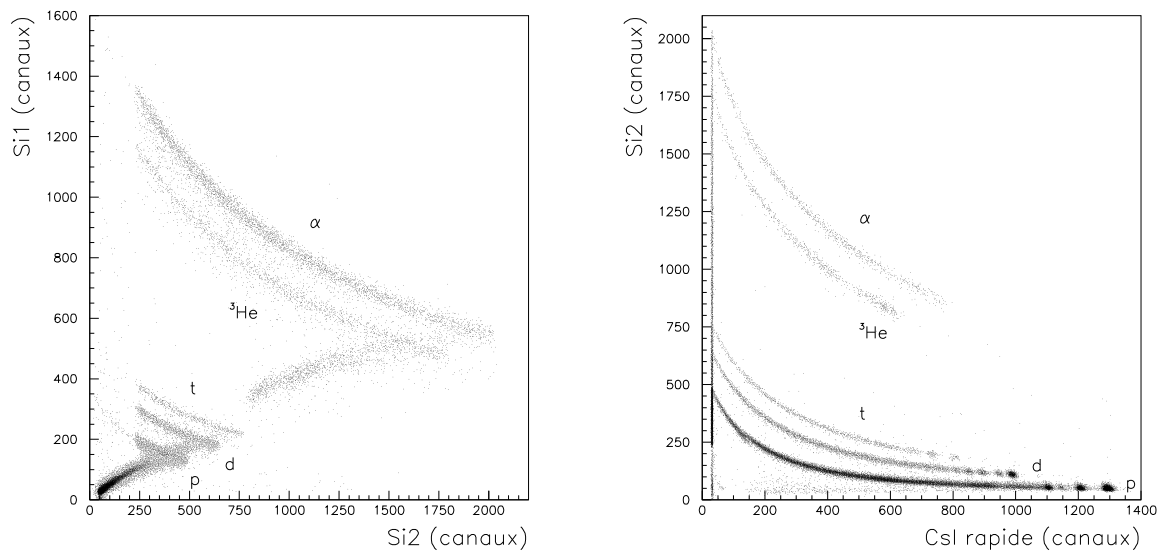 Si1 (canaux)
1600
1400
1200
1000
800
600
400
200
0
α
³He
t
d
p
0 250 500 750 1000 1250 1500 1750 2000
Si2 (canaux)
Si2 (canaux)
2000
1750
1500
1250
1000
750
500
250
0
α
³He
t
d
p
0 200 400 600 800 1000 1200 1400
CsI rapide (canaux)